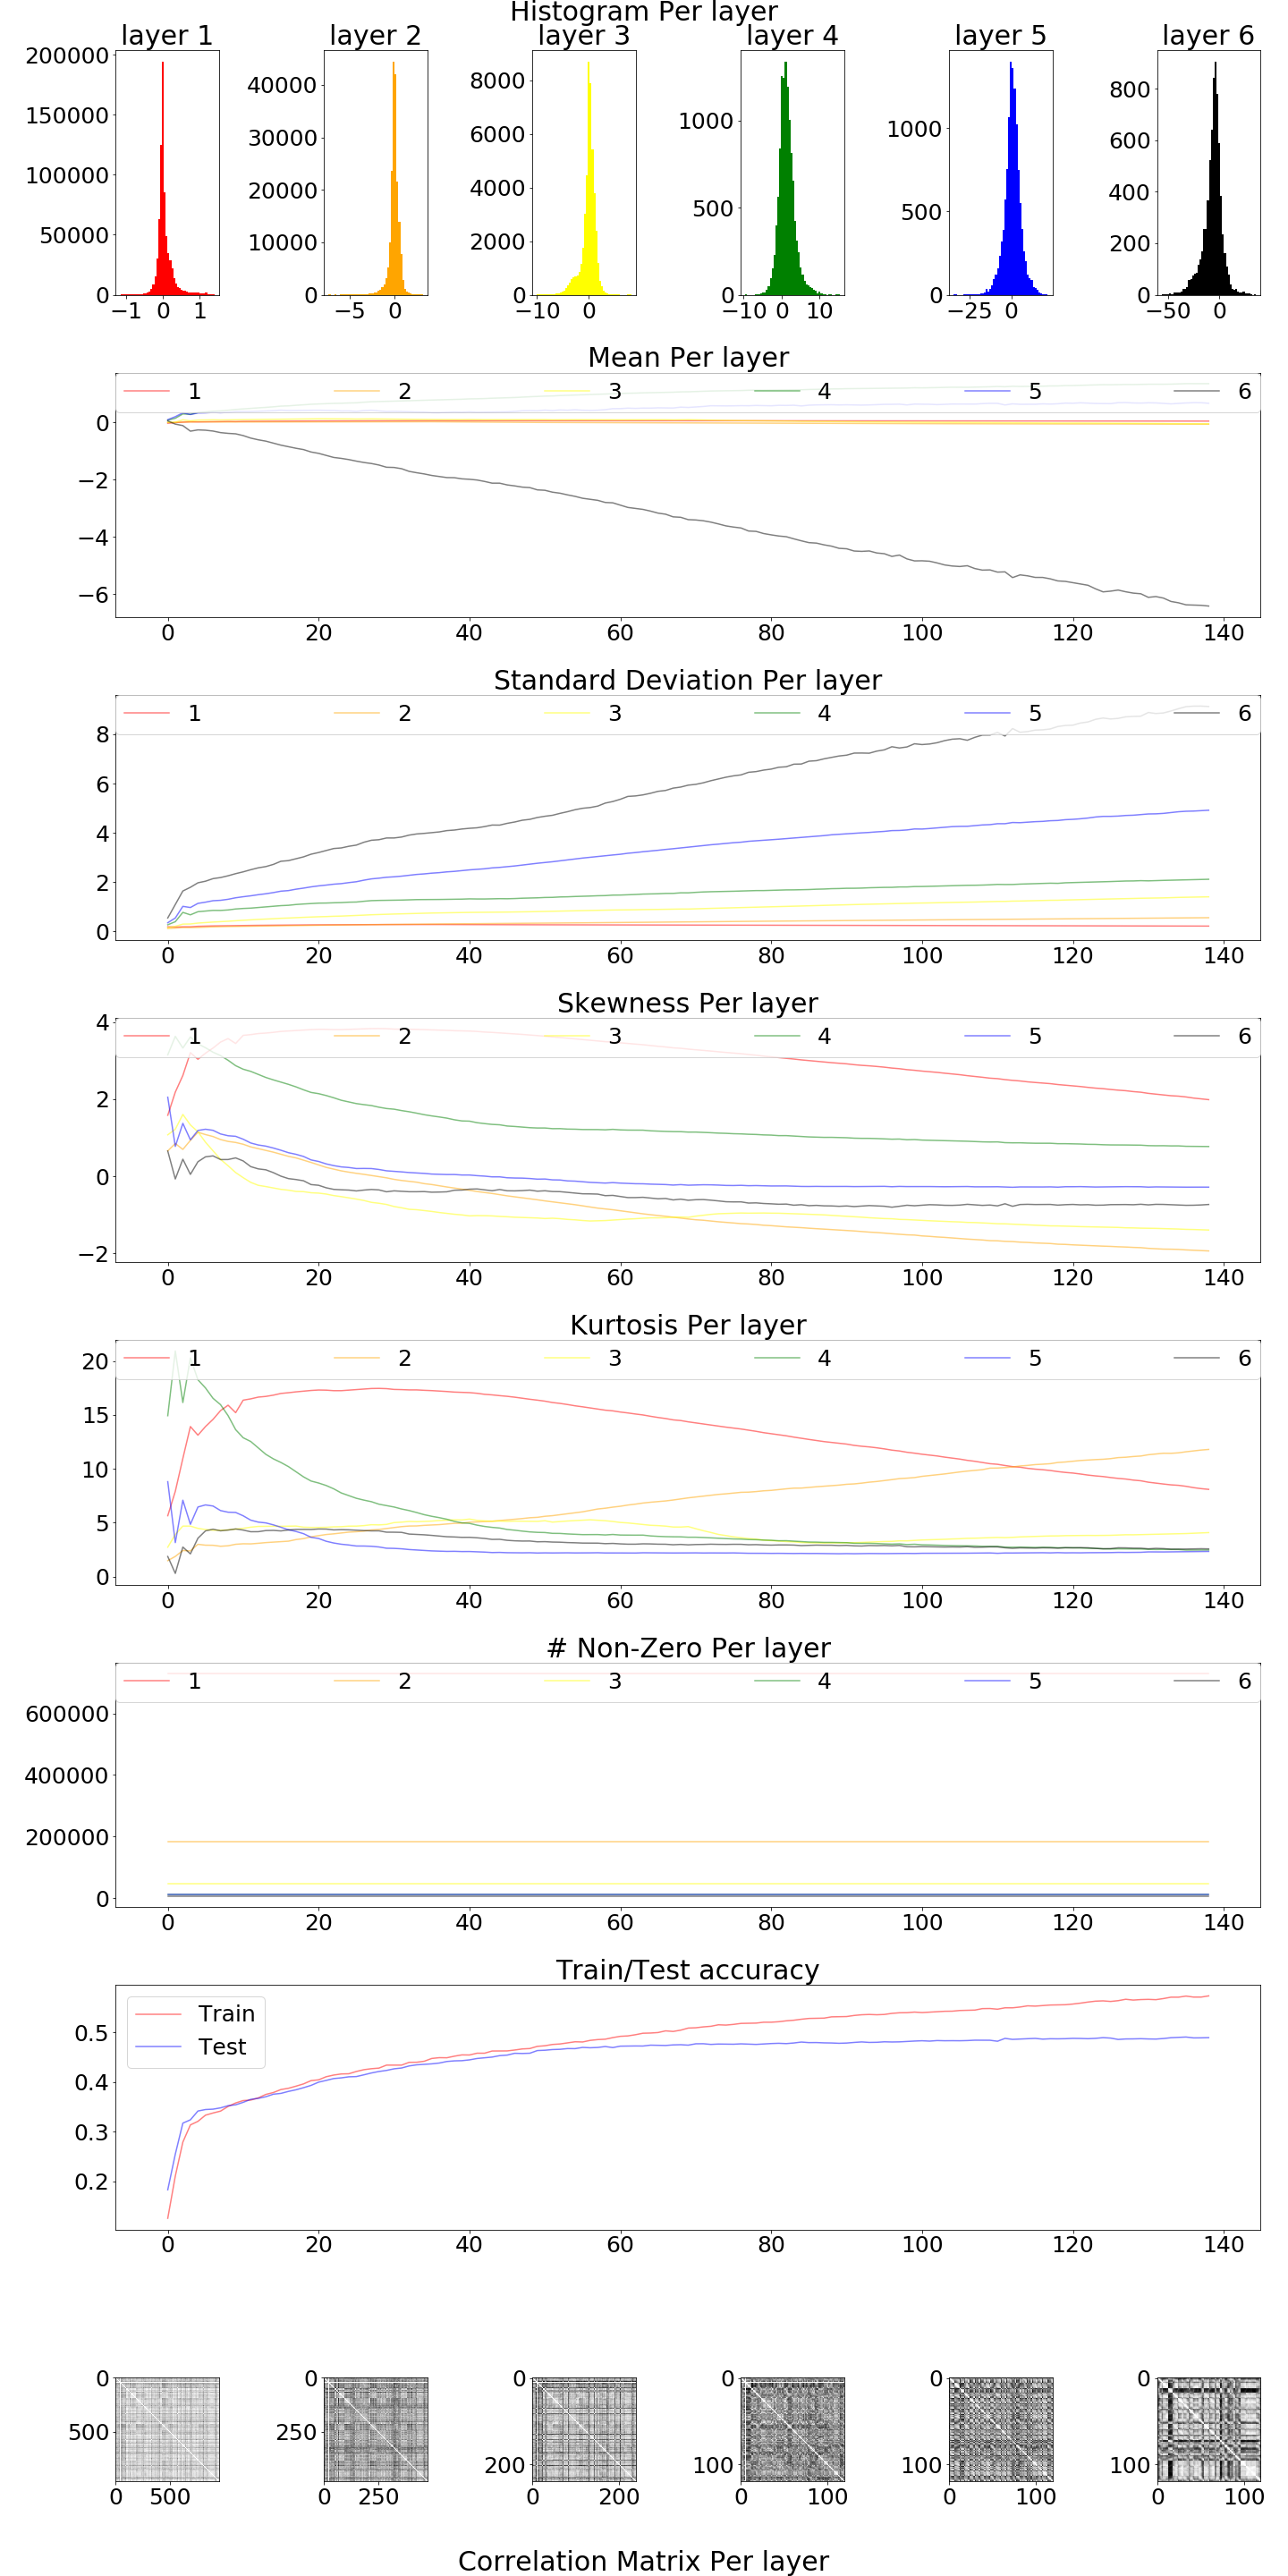 Histogram Per layer
layer 1 layer 2 layer 3 layer 4 layer 5 layer 6
200000 150000 100000 50000 0
−1 0 1
40000 30000 20000 10000 0
−5 0
8000 6000 4000 2000 0
−10 0
1000 500 0
−10 0 10
1000 500 0
−25 0
800 600 400 200 0
−50 0
Mean Per layer
1 2 3 4 5 6
0
−2
−4
−6
0 20 40 60 80 100 120 140
Standard Deviation Per layer
1 2 3 4 5 6
8
6
4
2
0
0 20 40 60 80 100 120 140
Skewness Per layer
4
1 2 3 4 5 6
2
0
−2
0 20 40 60 80 100 120 140
Kurtosis Per layer
20
1 2 3 4 5 6
15
10
5
0
0 20 40 60 80 100 120 140
# Non-Zero Per layer
1 2 3 4 5 6
600000
400000
200000
0
0 20 40 60 80 100 120 140
Train/Test accuracy
Train
Test
0.5
0.4
0.3
0.2
0 20 40 60 80 100 120 140
0 500
0 500
0 250
0 250
0 200
0 200
0 100
0 100
0 100
0 100
0 100
0 100
Correlation Matrix Per layer